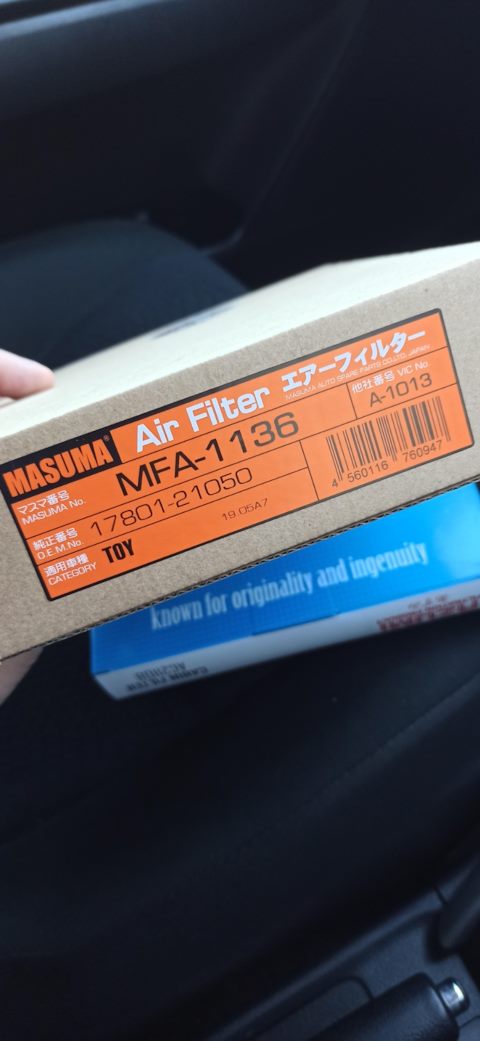 MASUMA®
Air Filter エアーフィルター
MASUMA AUTO SPARE PARTS CO.,LTD. JAPAN
マスマ番号
MASUMA No.
MFA-1136
他社番号 VIC No.
A-1013
純正番号
O.E.M.No.
17801-21050
19.05A7
4 560116 760947
適用車種
CATEGORY
TOY
known for originality and ingenuity
CABIN FILTER